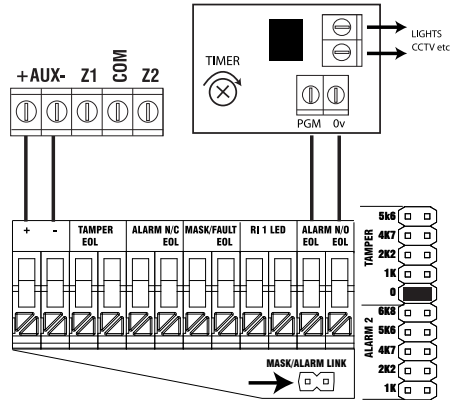 LIGHTS
CCTV etc
TIMER
PGM 0v
+AUX- Z1 COM Z2
+ - TAMPER EOL ALARM N/C EOL MASK/FAULT EOL RI 1 LED ALARM N/O EOL EOL
TAMPER
5k6
4K7
2K2
1K
0
ALARM 2
6K8
5K6
4K7
2K2
1K
MASK/ALARM LINK